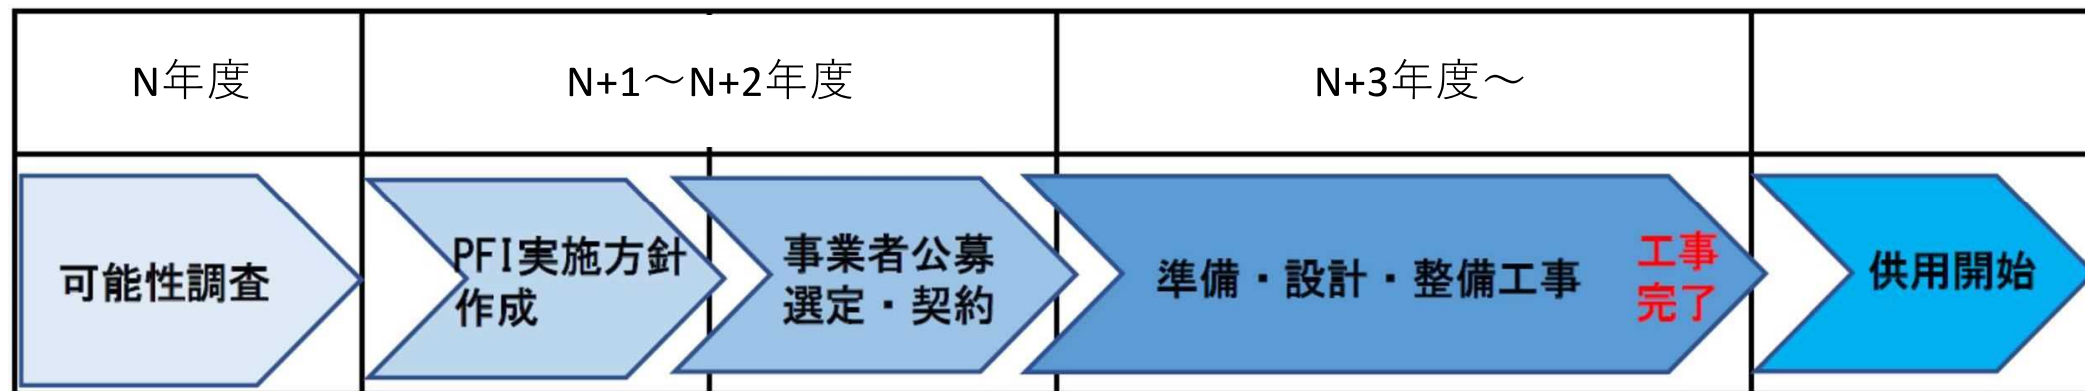 N年度
N+1～N+2年度
N+3年度～
可能性調査
PFI実施方針
作成
事業者公募
選定・契約
準備・設計・整備工事
工事
完了
供用開始